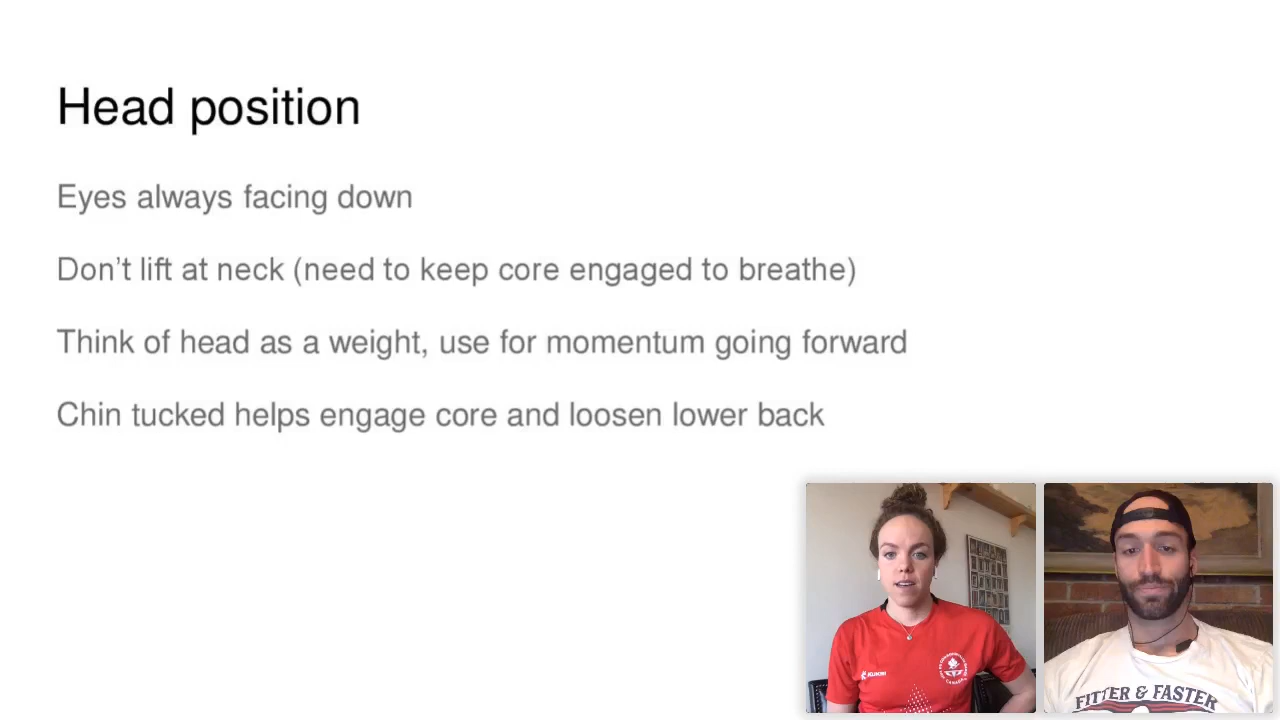 Head position
Eyes always facing down
Don’t lift at neck (need to keep core engaged to breathe)
Think of head as a weight, use for momentum going forward
Chin tucked helps engage core and loosen lower back
KUKRI
CANADA
FITTER & FASTER